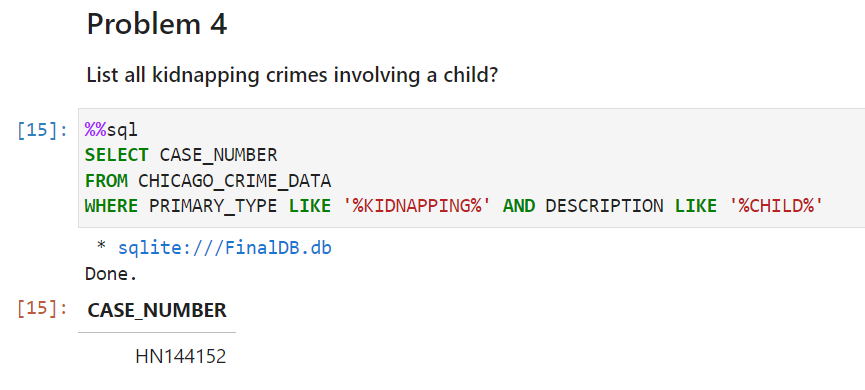 Problem 4
List all kidnapping crimes involving a child?
[15]: %%sql
SELECT CASE_NUMBER
FROM CHICAGO_CRIME_DATA
WHERE PRIMARY_TYPE LIKE '%KIDNAPPING%' AND DESCRIPTION LIKE '%CHILD%'
* sqlite:///FinalDB.db
Done.
[15]: CASE_NUMBER
HN144152